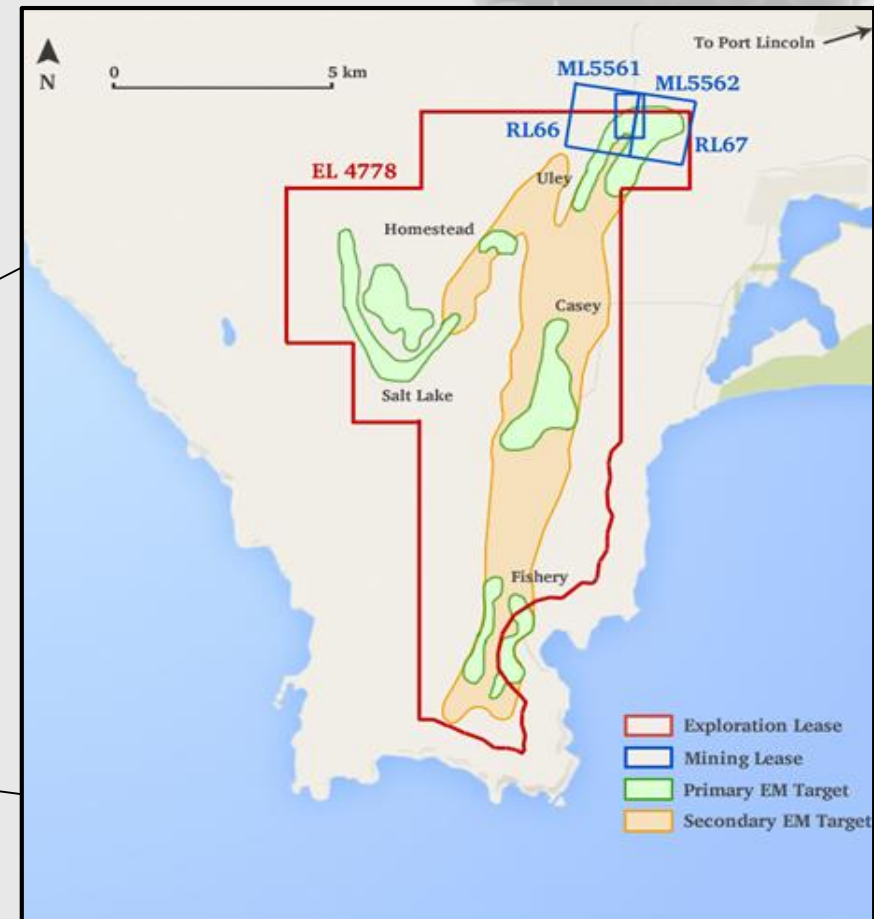 To Port Lincoln
N
0
5 km
ML5561
ML5562
RL66
RL67
EL 4778
Uley
Homestead
Casey
Salt Lake
Fishery
Exploration Lease
Mining Lease
Primary EM Target
Secondary EM Target